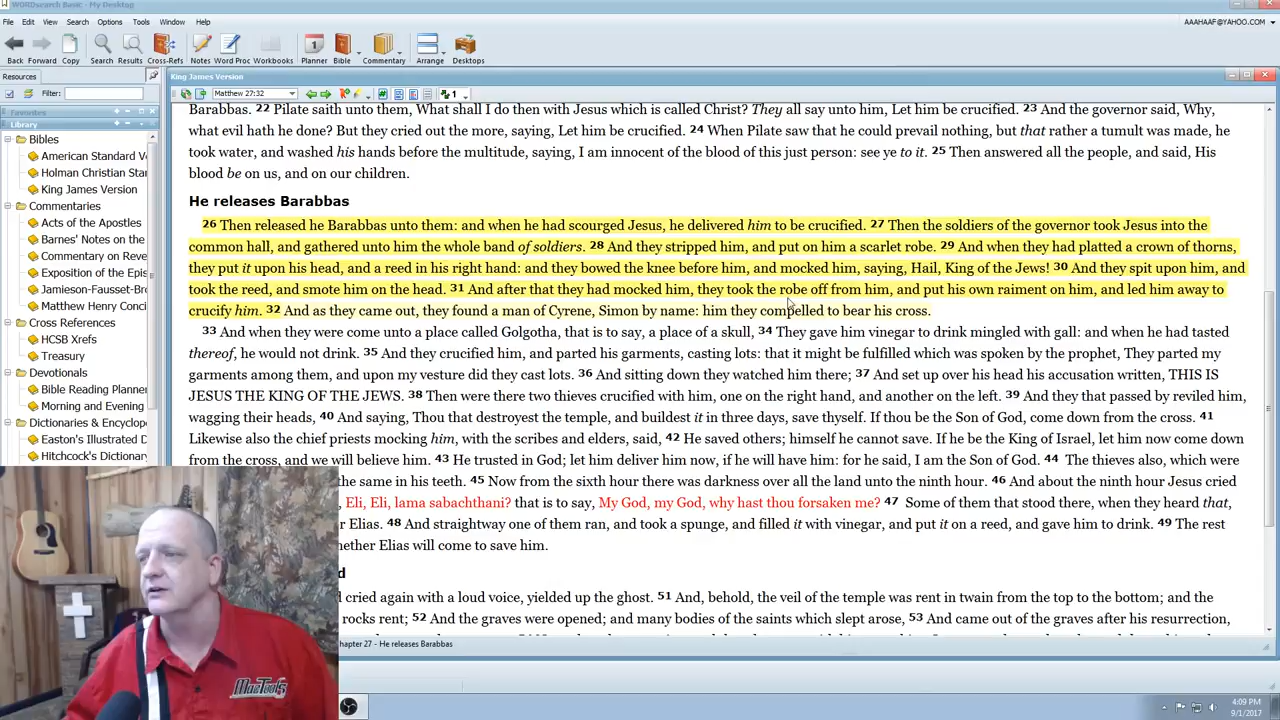 WORDsearch Basic - My Desktop
File Edit View Search Options Tools Window Help
AAAHAAF@YAHOO.COM
Back Forward Copy Search Results Cross-Refs Notes Word Proc Workbooks Planner Bible Commentary Arrange Desktops
Resources
Filter:
Favorites
Library
Bibles
American Standard V
Holman Christian Star
King James Version
Commentaries
Acts of the Apostles
Barnes' Notes on the
Commentary on Reve
Exposition of the Epis
Jamieson-Fausset-Bro
Matthew Henry Conci
Cross References
HCSB Xrefs
Treasury
Devotionals
Bible Reading Planner
Morning and Evening
Dictionaries & Encyclop
Easton's Illustrated D
Hitchcock's Dictionar
King James Version
Matthew 27:32
1
Barabbas. 22 Pilate saith unto them, What shall I do then with Jesus which is called Christ? They all say unto him, Let him be crucified. 23 And the governor said, Why,
what evil hath he done? But they cried out the more, saying, Let him be crucified. 24 When Pilate saw that he could prevail nothing, but that rather a tumult was made, he
took water, and washed his hands before the multitude, saying, I am innocent of the blood of this just person: see ye to it. 25 Then answered all the people, and said, His
blood be on us, and on our children.
He releases Barabbas
26 Then released he Barabbas unto them: and when he had scourged Jesus, he delivered him to be crucified. 27 Then the soldiers of the governor took Jesus into the
common hall, and gathered unto him the whole band of soldiers. 28 And they stripped him, and put on him a scarlet robe. 29 And when they had platted a crown of thorns,
they put it upon his head, and a reed in his right hand: and they bowed the knee before him, and mocked him, saying, Hail, King of the Jews! 30 And they spit upon him, and
took the reed, and smote him on the head. 31 And after that they had mocked him, they took the robe off from him, and put his own raiment on him, and led him away to
crucify him. 32 And as they came out, they found a man of Cyrene, Simon by name: him they compelled to bear his cross.
33 And when they were come unto a place called Golgotha, that is to say, a place of a skull, 34 They gave him vinegar to drink mingled with gall: and when he had tasted
thereof, he would not drink. 35 And they crucified him, and parted his garments, casting lots: that it might be fulfilled which was spoken by the prophet, They parted my
garments among them, and upon my vesture did they cast lots. 36 And sitting down they watched him there; 37 And set up over his head his accusation written, THIS IS
JESUS THE KING OF THE JEWS. 38 Then were there two thieves crucified with him, one on the right hand, and another on the left. 39 And they that passed by reviled him,
wagging their heads, 40 And saying, Thou that destroyest the temple, and buildest it in three days, save thyself. If thou be the Son of God, come down from the cross. 41
Likewise also the chief priests mocking him, with the scribes and elders, said, 42 He saved others; himself he cannot save. If he be the King of Israel, let him now come down
from the cross, and we will believe him. 43 He trusted in God; let him deliver him now, if he will have him: for he said, I am the Son of God. 44 The thieves also, which were
the same in his teeth. 45 Now from the sixth hour there was darkness over all the land unto the ninth hour. 46 And about the ninth hour Jesus cried
Eli, Eli, lama sabachthani? that is to say, My God, my God, why hast thou forsaken me? 47 Some of them that stood there, when they heard that,
r Elias. 48 And straightway one of them ran, and took a spunge, and filled it with vinegar, and put it on a reed, and gave him to drink. 49 The rest
hether Elias will come to save him.
d
cried again with a loud voice, yielded up the ghost. 51 And, behold, the veil of the temple was rent in twain from the top to the bottom; and the
rocks rent; 52 And the graves were opened; and many bodies of the saints which slept arose, 53 And came out of the graves after his resurrection,
hapter 27 - He releases Barabbas
MacTools
4:09 PM
9/1/2017